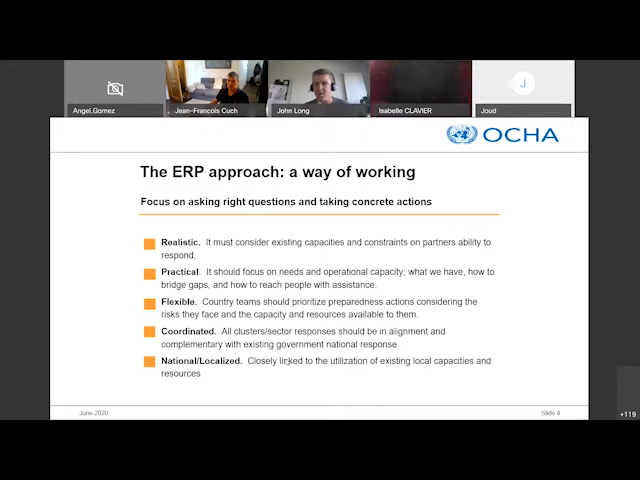 Angel.Gomez
Jean-Francois Cuch
John Long
Isabelle CLAVIER
J
Joud
OCHA
The ERP approach: a way of working
Focus on asking right questions and taking concrete actions
Realistic. It must consider existing capacities and constraints on partners ability to
respond.
Practical. It should focus on needs and operational capacity; what we have, how to
bridge gaps, and how to reach people with assistance.
Flexible. Country teams should prioritize preparedness actions considering the
risks they face and the capacity and resources available to them.
Coordinated. All clusters/sector responses should be in alignment and
complementary with existing government national response
National/Localized. Closely linked to the utilization of existing local capacities and
resources
June 2020
Slide 4
+119